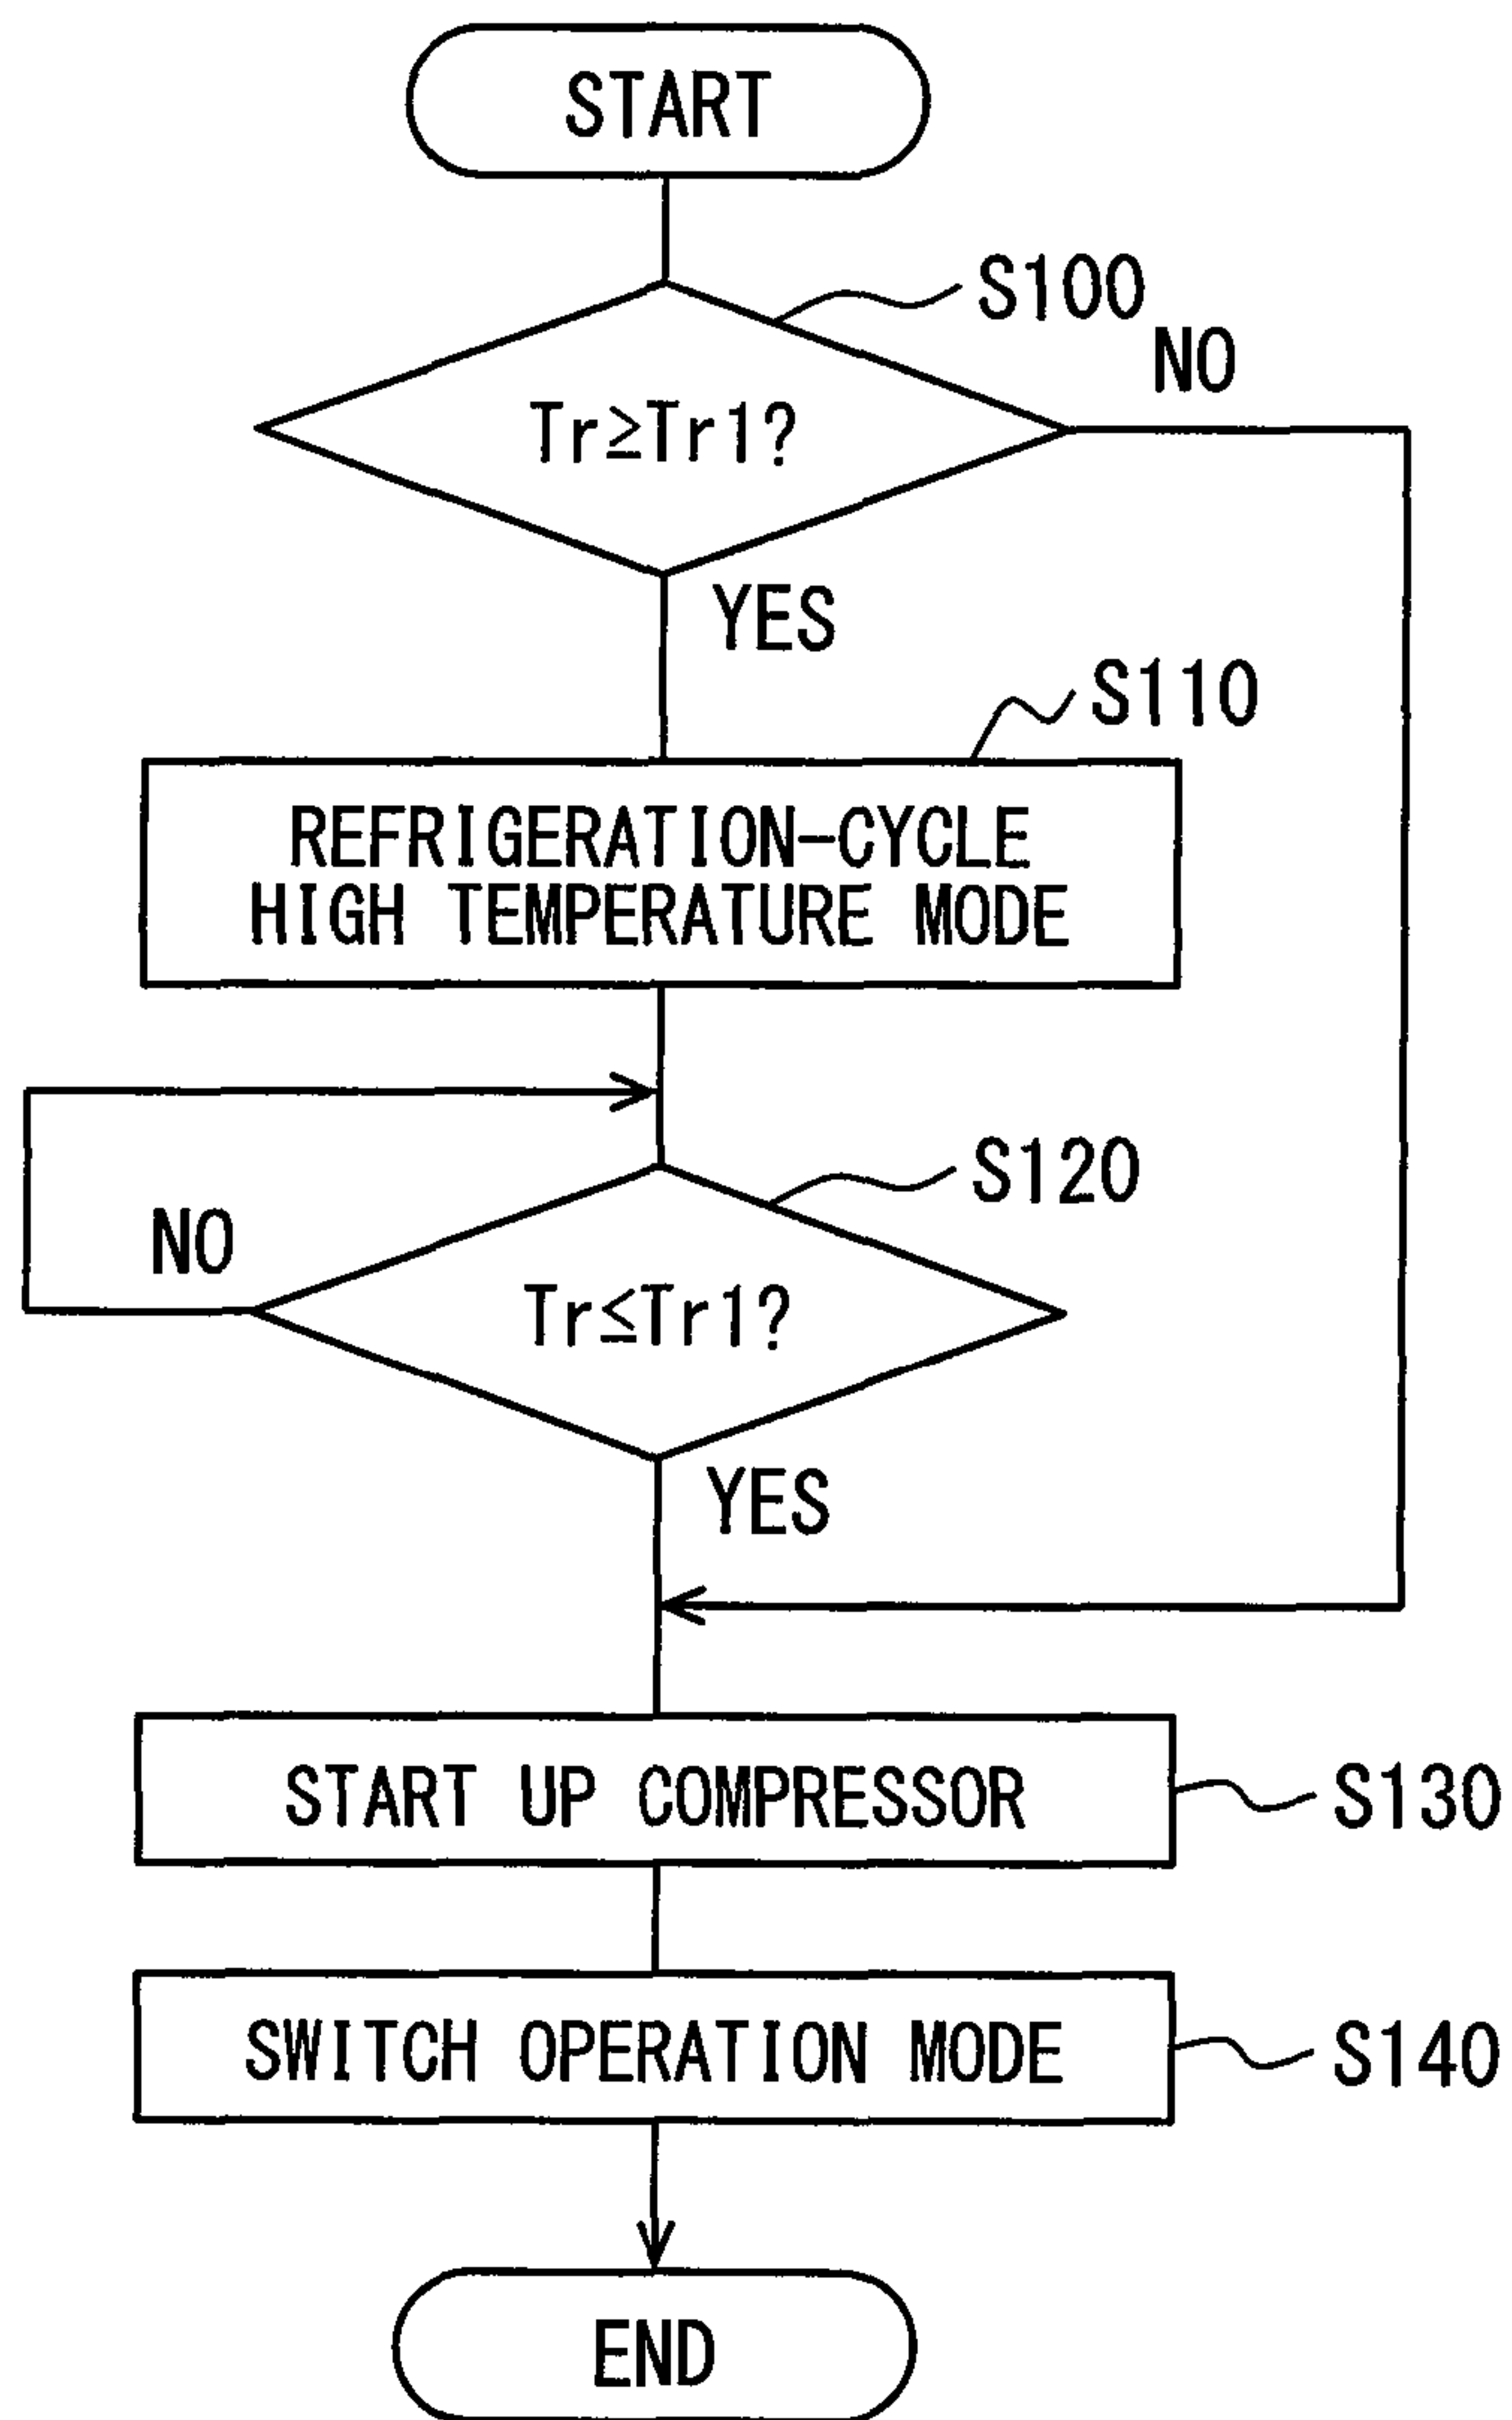 START
S100
NO
Tr≥Tr1?
YES
S110
REFRIGERATION-CYCLE
HIGH TEMPERATURE MODE
S120
NO
Tr≤Tr1?
YES
START UP COMPRESSOR
S130
SWITCH OPERATION MODE
S140
END